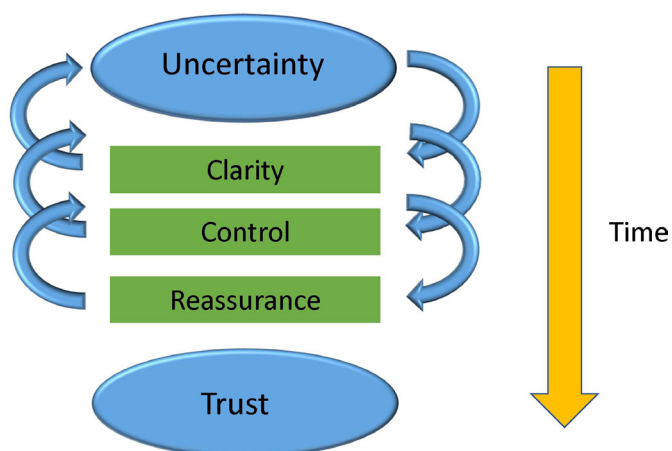 Uncertainty
Clarity
Control
Time
Reassurance
Trust